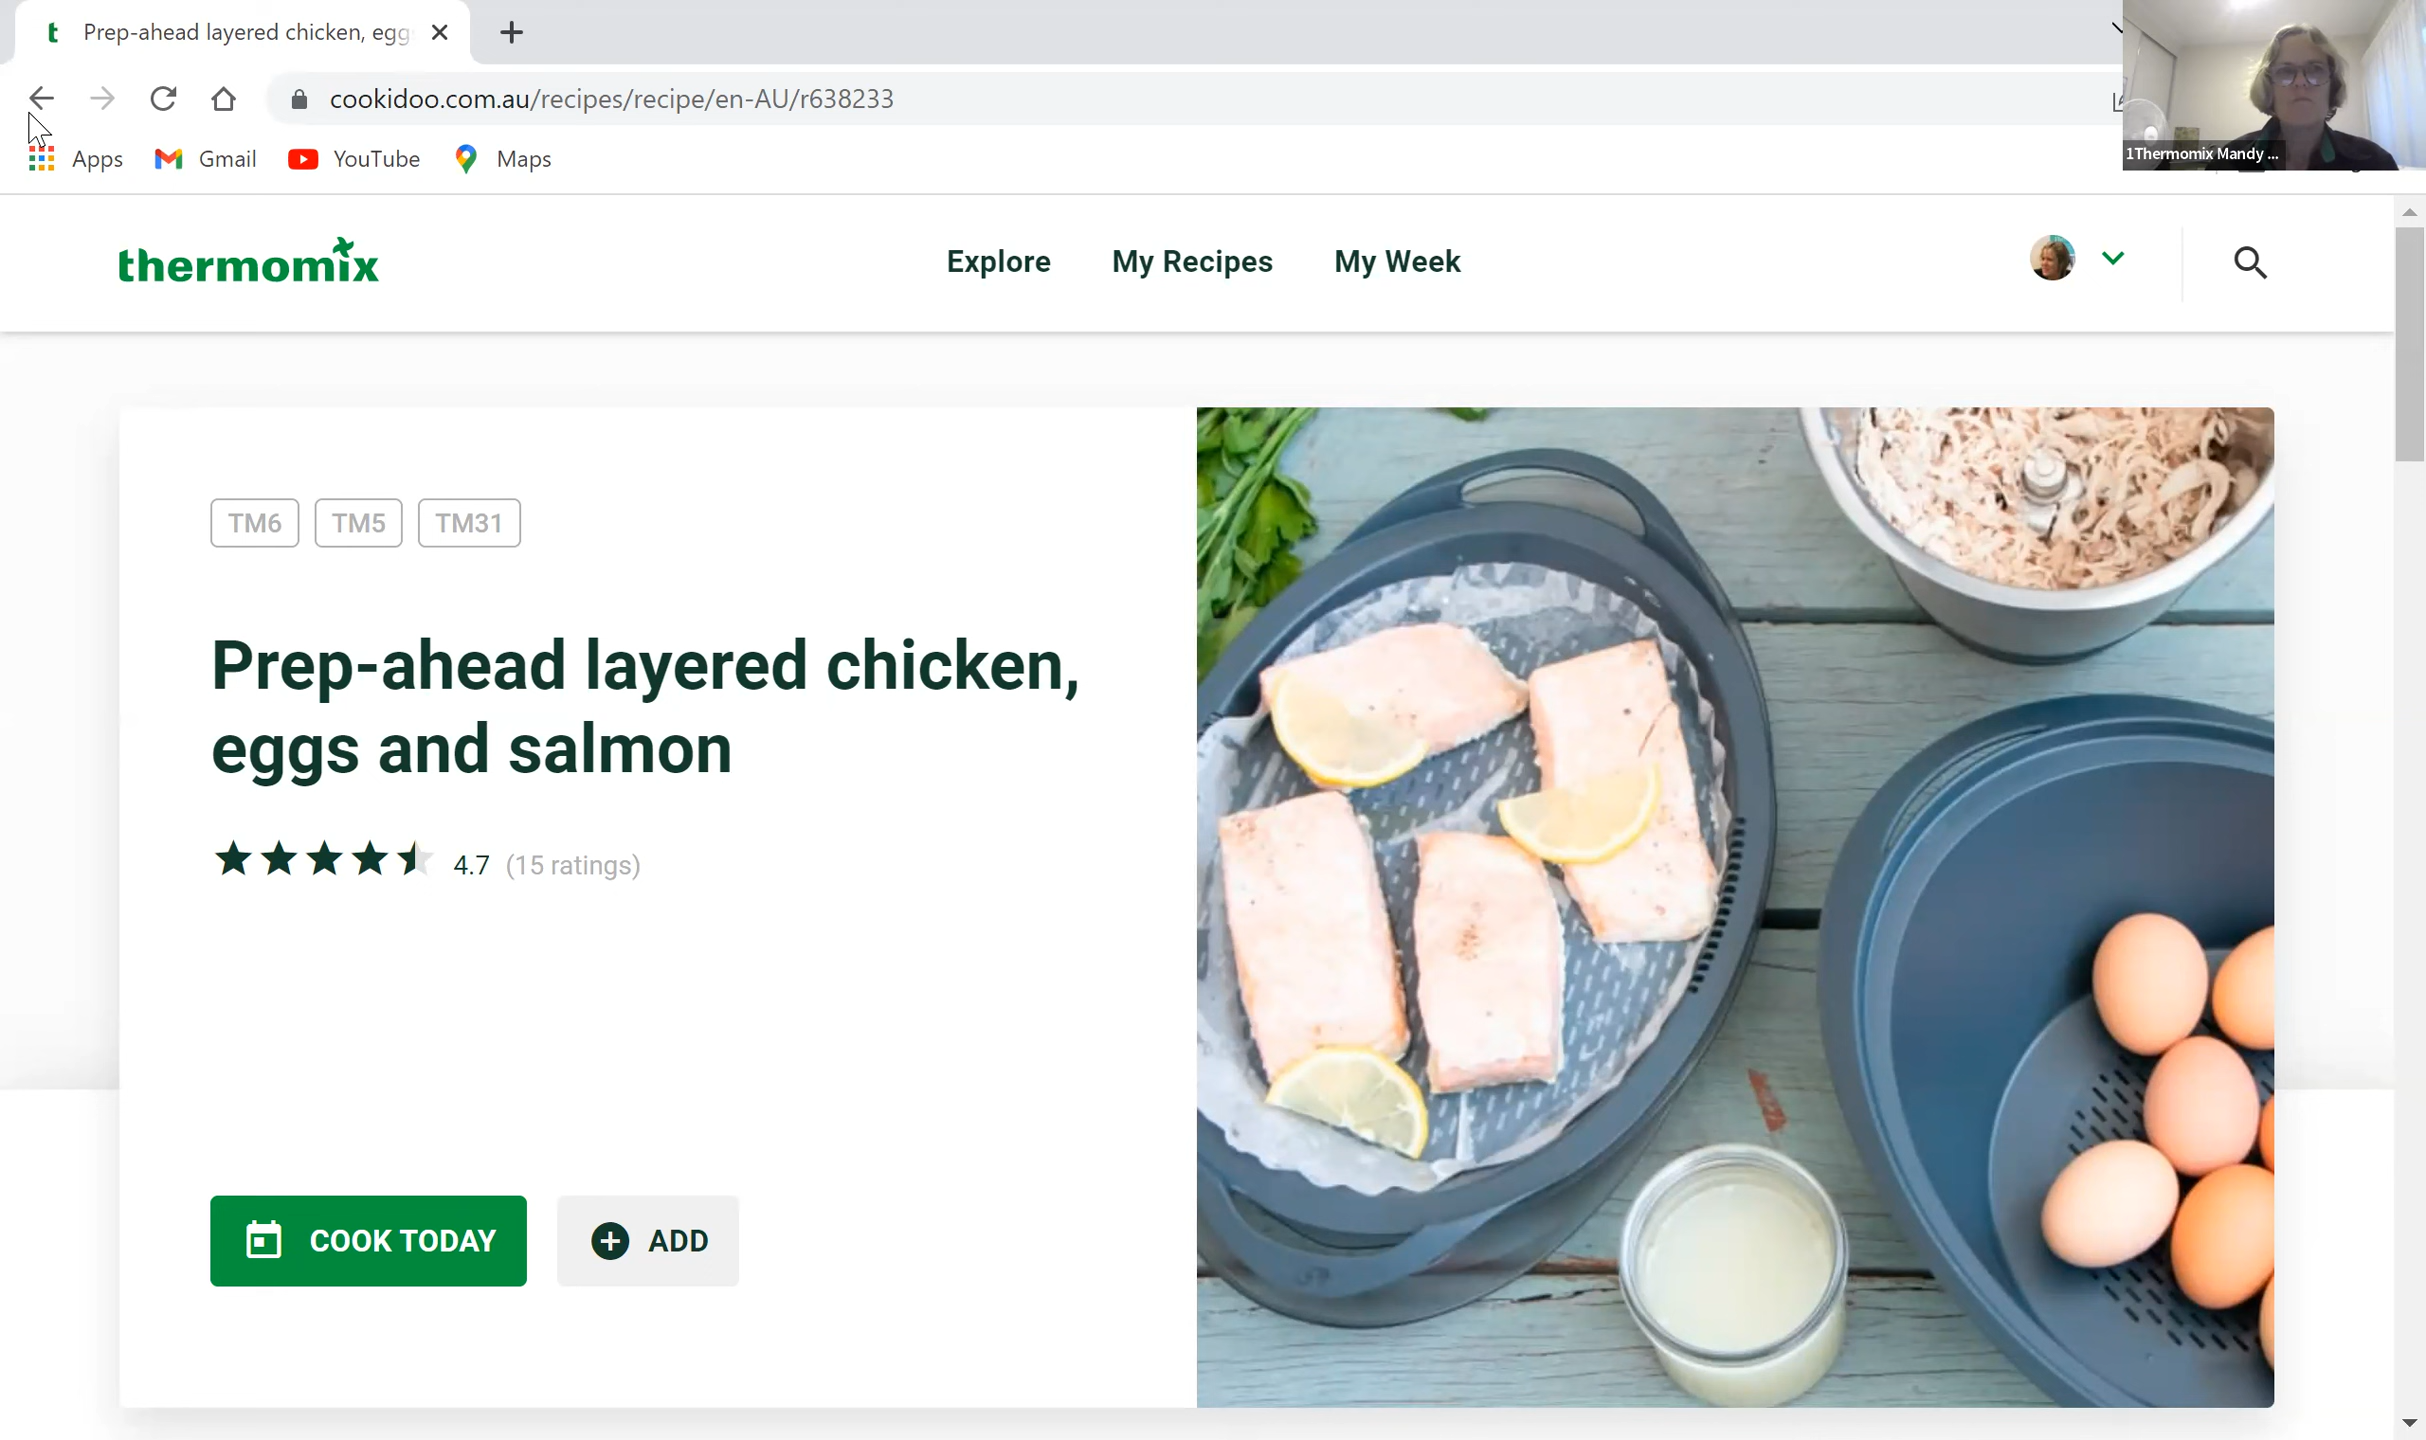 Prep-ahead layered chicken, egg
cookidoo.com.au/recipes/recipe/en-AU/r638233
Apps Gmail YouTube Maps
1Thermomix Mandy ...
thermomix
Explore My Recipes My Week
TM6 TM5 TM31
Prep-ahead layered chicken,
eggs and salmon
4.7 (15 ratings)
COOK TODAY ADD